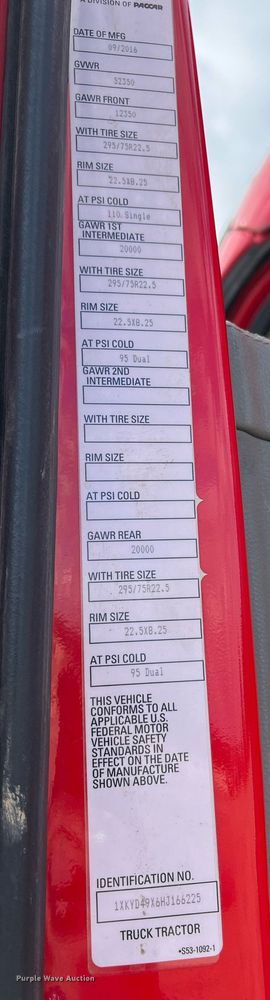 A DIVISION OF PACCAR
DATE OF MFG
09/2016
GVWR
52350
GAWR FRONT
12350
WITH TIRE SIZE
295/75R22.5
RIM SIZE
22.5X8.25
AT PSI COLD
110 Single
GAWR 1ST
INTERMEDIATE
20000
WITH TIRE SIZE
295/75R22.5
RIM SIZE
22.5X8.25
AT PSI COLD
95 Dual
GAWR 2ND
INTERMEDIATE
WITH TIRE SIZE
RIM SIZE
AT PSI COLD
GAWR REAR
20000
WITH TIRE SIZE
295/75R22.5
RIM SIZE
22.5X8.25
AT PSI COLD
95 Dual
THIS VEHICLE
CONFORMS TO ALL
APPLICABLE U.S.
FEDERAL MOTOR
VEHICLE SAFETY
STANDARDS IN
EFFECT ON THE DATE
OF MANUFACTURE
SHOWN ABOVE.
IDENTIFICATION NO.
1XKYD49X6HJ166225
TRUCK TRACTOR
*S53-1092-1
Purple Wave Auction